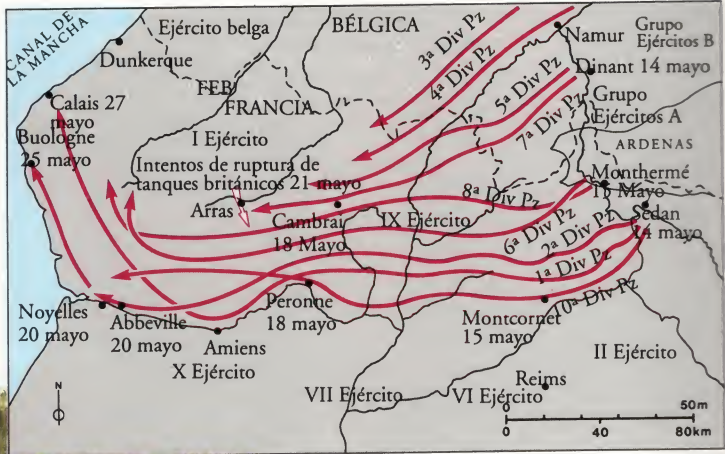 CANAL DE
LA MANCHA
Ejército belga
BÉLGICA
Dunkerque
FEB
FRANCIA
3ª Div Pz
4ª Div Pz
Namur
Grupo
Ejércitos B
Dinant 14 mayo
5ª Div Pz
7ª Div Pz
Grupo
Ejércitos A
ARDENAS
Calais 27
mayo
Buologne
25 mayo
I Ejército
Intentos de ruptura de
tanques británicos 21 mayo
Arras
Cambrai
18 Mayo
IX Ejército
8ª Div Pz
6ª Div Pz
2ª Div Pz
1ª Div Pz
10ª Div Pz
Monthermé
Mayo
Sedan
14 mayo
Noyelles
20 mayo
Abbeville
20 mayo
Amiens
Peronne
18 mayo
Montcornet
15 mayo
X Ejército
VII Ejército
VI Ejército
II Ejército
Reims
N
50m
0 40 80km